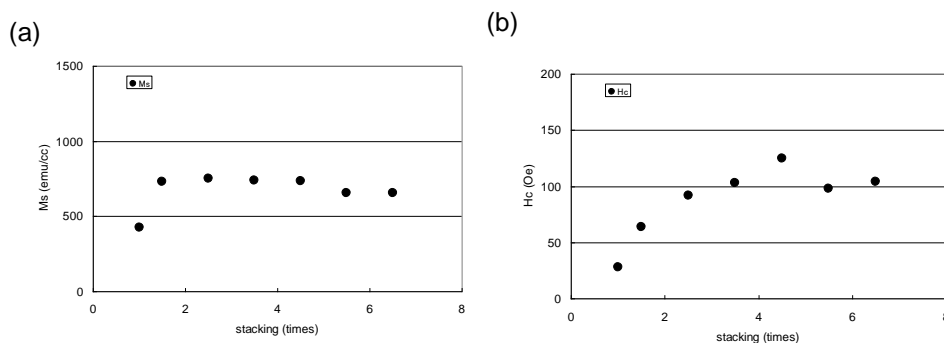 (a)
1500
1000
500
0
Ms (emu/cc)
Ms
0 2 4 6 8
stacking (times)
(b)
200
150
100
50
0
Hc (Oe)
Hc
0 2 4 6 8
stacking (times)